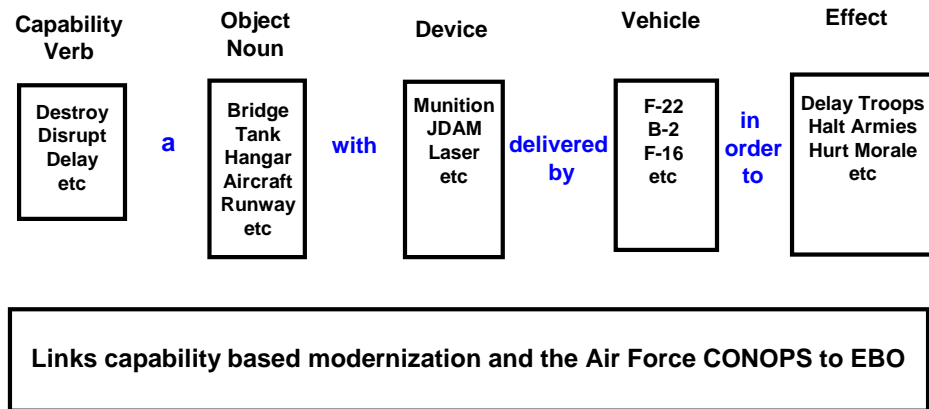 Capability
Verb
Object
Noun
Device
Vehicle
Effect
Destroy
Disrupt
Delay
etc
a
Bridge
Tank
Hangar
Aircraft
Runway
etc
with
Munition
JDAM
Laser
etc
delivered
by
F-22
B-2
F-16
etc
in
order
to
Delay Troops
Halt Armies
Hurt Morale
etc
Links capability based modernization and the Air Force CONOPS to EBO